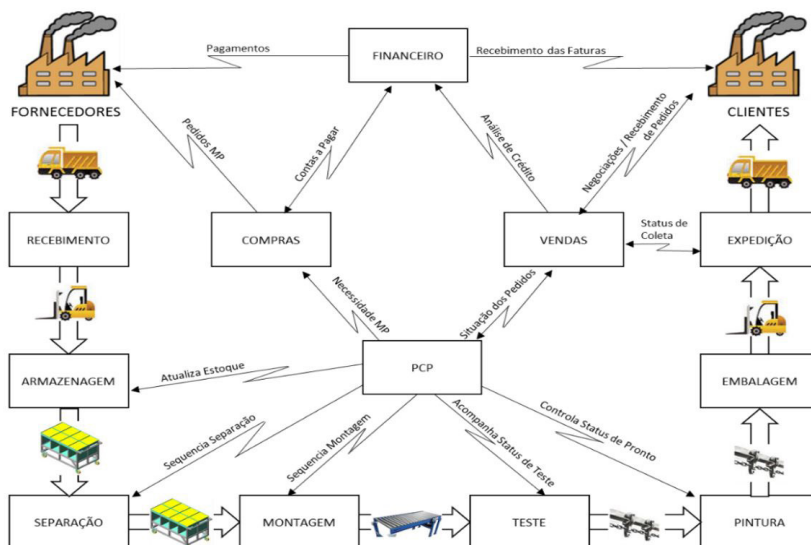 Pagamentos
FINANCEIRO
Recebimento das Faturas
FORNECEDORES
CLIENTES
Pedidos MP
Contas a Pagar
Análise de Crédito
Negociações / Recebimento
de Pedidos
RECEBIMENTO
COMPRAS
VENDAS
Status de
Coleta
EXPEDIÇÃO
Necessidade MP
Situação dos Pedidos
ARMAZENAGEM
Atualiza Estoque
PCP
EMBALAGEM
Sequencia Separação
Sequencia Montagem
Acompanha Status de Teste
Controla Status de Pronto
SEPARAÇÃO
MONTAGEM
TESTE
PINTURA